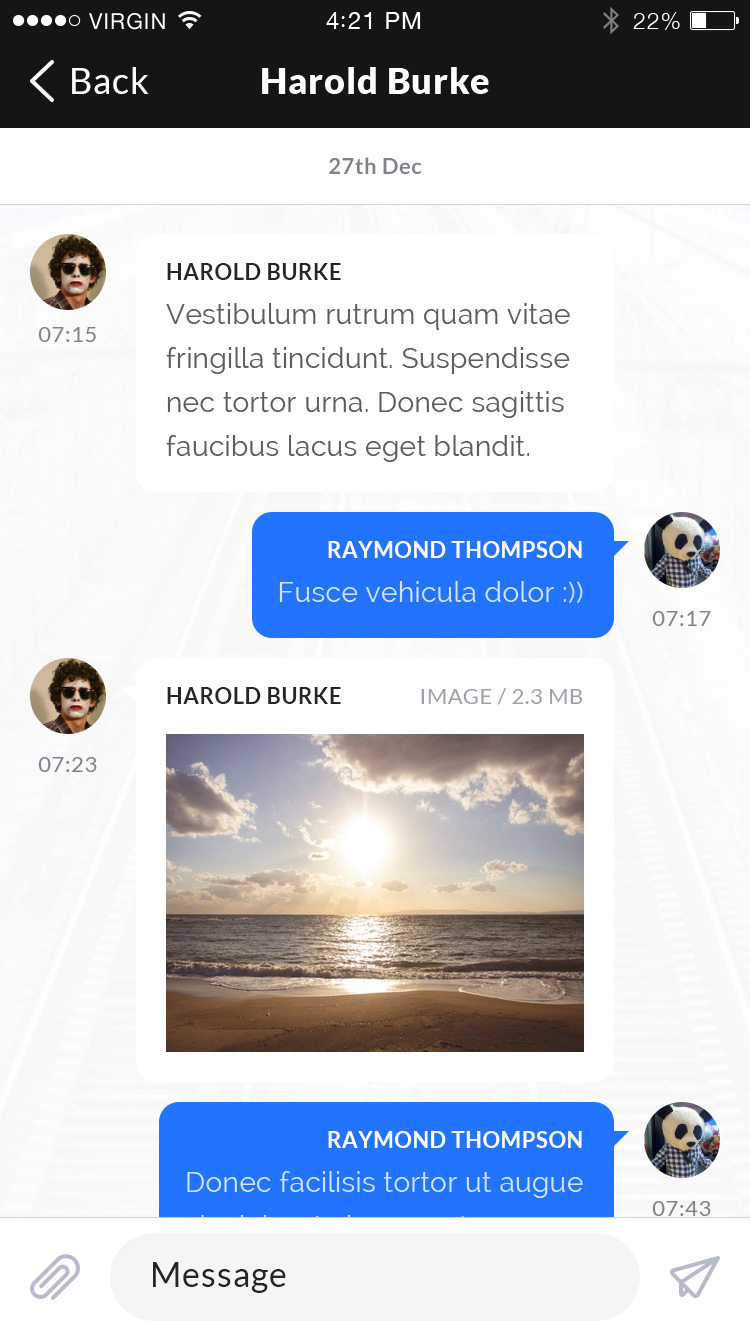 VIRGIN 4:21 PM 22%
Back Harold Burke
27th Dec
HAROLD BURKE
Vestibulum rutrum quam vitae
fringilla tincidunt. Suspendisse
nec tortor urna. Donec sagittis
faucibus lacus eget blandit.
07:15
RAYMOND THOMPSON
Fusce vehicula dolor :))
07:17
HAROLD BURKE IMAGE / 2.3 MB
07:23
RAYMOND THOMPSON
Donec facilisis tortor ut augue
07:43
Message